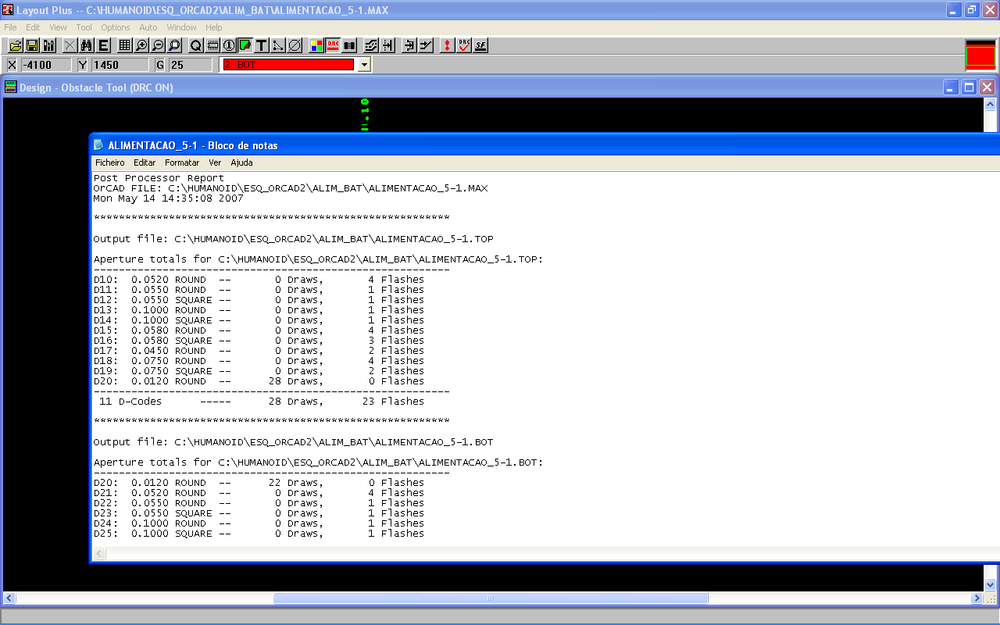 Layout Plus -- C:\HUMANOID\ESQ_ORCAD2\ALIM_BAT\ALIMENTACAO_5-1.MAX
File Edit View Tool Options Auto Window Help
E Q 1 T DRC DRC SF
X -4100 Y 1450 G 25 2 BOT
Design - Obstacle Tool (DRC ON)
ALIMENTACAO_5-1 - Bloco de notas
Ficheiro Editar Formatar Ver Ajuda
Post Processor Report
OrCAD FILE: C:\HUMANOID\ESQ_ORCAD2\ALIM_BAT\ALIMENTACAO_5-1.MAX
Mon May 14 14:35:08 2007
*********************************************************
Output file: C:\HUMANOID\ESQ_ORCAD2\ALIM_BAT\ALIMENTACAO_5-1.TOP
Aperture totals for C:\HUMANOID\ESQ_ORCAD2\ALIM_BAT\ALIMENTACAO_5-1.TOP:
---------------------------------------------------------
D10:  0.0520 ROUND  --       0 Draws,       4 Flashes
D11:  0.0550 ROUND  --       0 Draws,       1 Flashes
D12:  0.0550 SQUARE --       0 Draws,       1 Flashes
D13:  0.1000 ROUND  --       0 Draws,       1 Flashes
D14:  0.1000 SQUARE --       0 Draws,       1 Flashes
D15:  0.0580 ROUND  --       0 Draws,       4 Flashes
D16:  0.0580 SQUARE --       0 Draws,       3 Flashes
D17:  0.0450 ROUND  --       0 Draws,       2 Flashes
D18:  0.0750 ROUND  --       0 Draws,       4 Flashes
D19:  0.0750 SQUARE --       0 Draws,       2 Flashes
D20:  0.0120 ROUND  --      28 Draws,       0 Flashes
---------------------------------------------------------
 11 D-Codes      -----      28 Draws,      23 Flashes
*********************************************************
Output file: C:\HUMANOID\ESQ_ORCAD2\ALIM_BAT\ALIMENTACAO_5-1.BOT
Aperture totals for C:\HUMANOID\ESQ_ORCAD2\ALIM_BAT\ALIMENTACAO_5-1.BOT:
---------------------------------------------------------
D20:  0.0120 ROUND  --      22 Draws,       0 Flashes
D21:  0.0520 ROUND  --       0 Draws,       4 Flashes
D22:  0.0550 ROUND  --       0 Draws,       1 Flashes
D23:  0.0550 SQUARE --       0 Draws,       1 Flashes
D24:  0.1000 ROUND  --       0 Draws,       1 Flashes
D25:  0.1000 SQUARE --       0 Draws,       1 Flashes